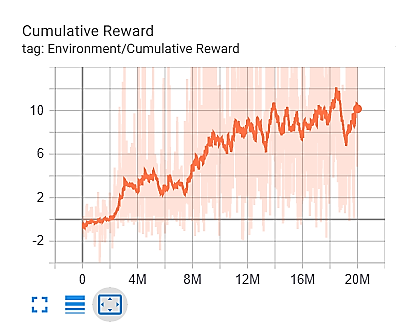 Cumulative Reward
tag: Environment/Cumulative Reward
10
6
2
-2
0 4M 8M 12M 16M 20M